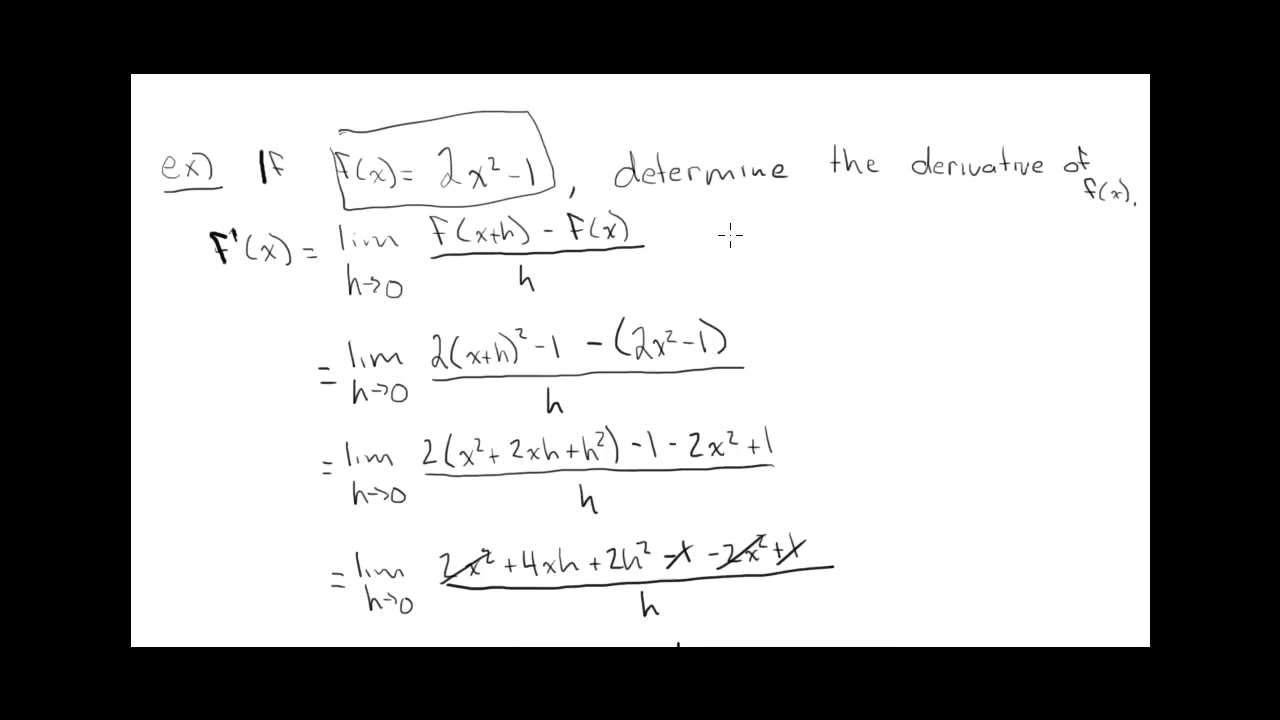 ex) If f(x) = 2x² - 1, determine the derivative of f(x).
f'(x) = lim h→0 (f(x+h) - f(x)) / h
= lim h→0 (2(x+h)² - 1 - (2x² - 1)) / h
= lim h→0 (2(x² + 2xh + h²) - 1 - 2x² + 1) / h
= lim h→0 (2x² + 4xh + 2h² - 1 - 2x² + 1) / h